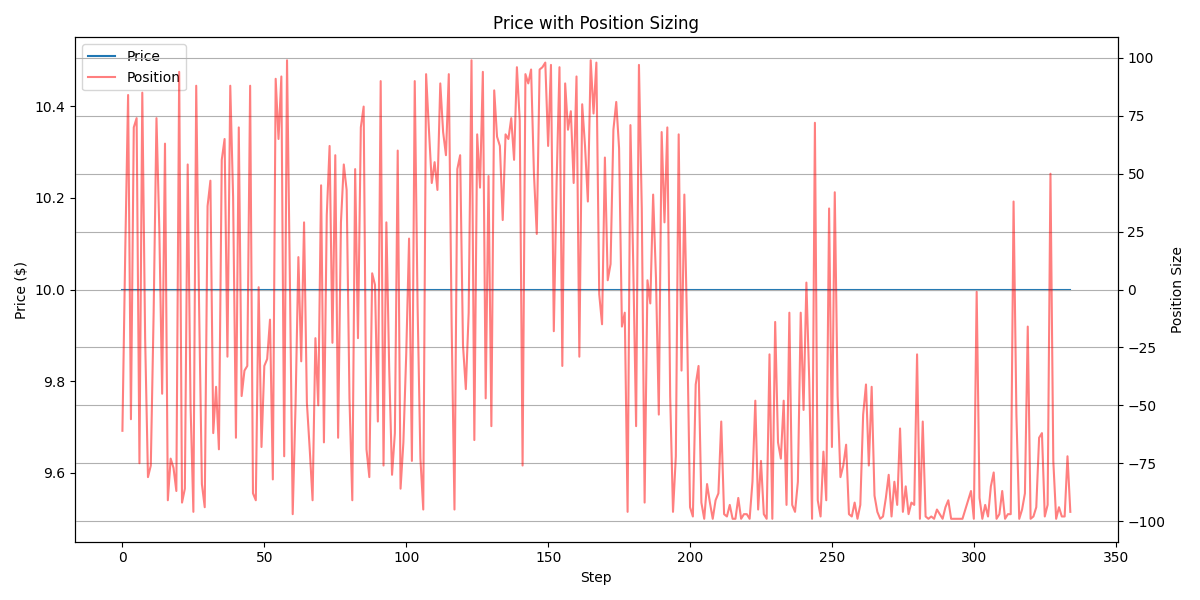 Price with Position Sizing
Price
Position
Price ($)
10.4
10.2
10.0
9.8
9.6
100
75
50
25
0
−25
−50
−75
−100
Position Size
0 50 100 150 200 250 300 350
Step